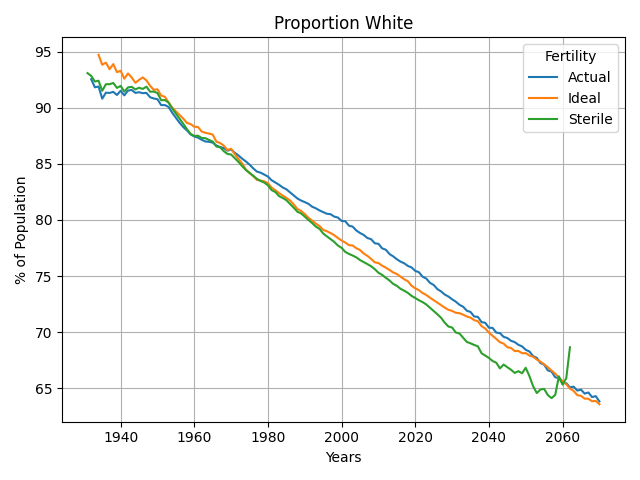 Proportion White
Fertility
Actual
Ideal
Sterile
95
90
85
80
75
70
65
% of Population
1940 1960 1980 2000 2020 2040 2060
Years